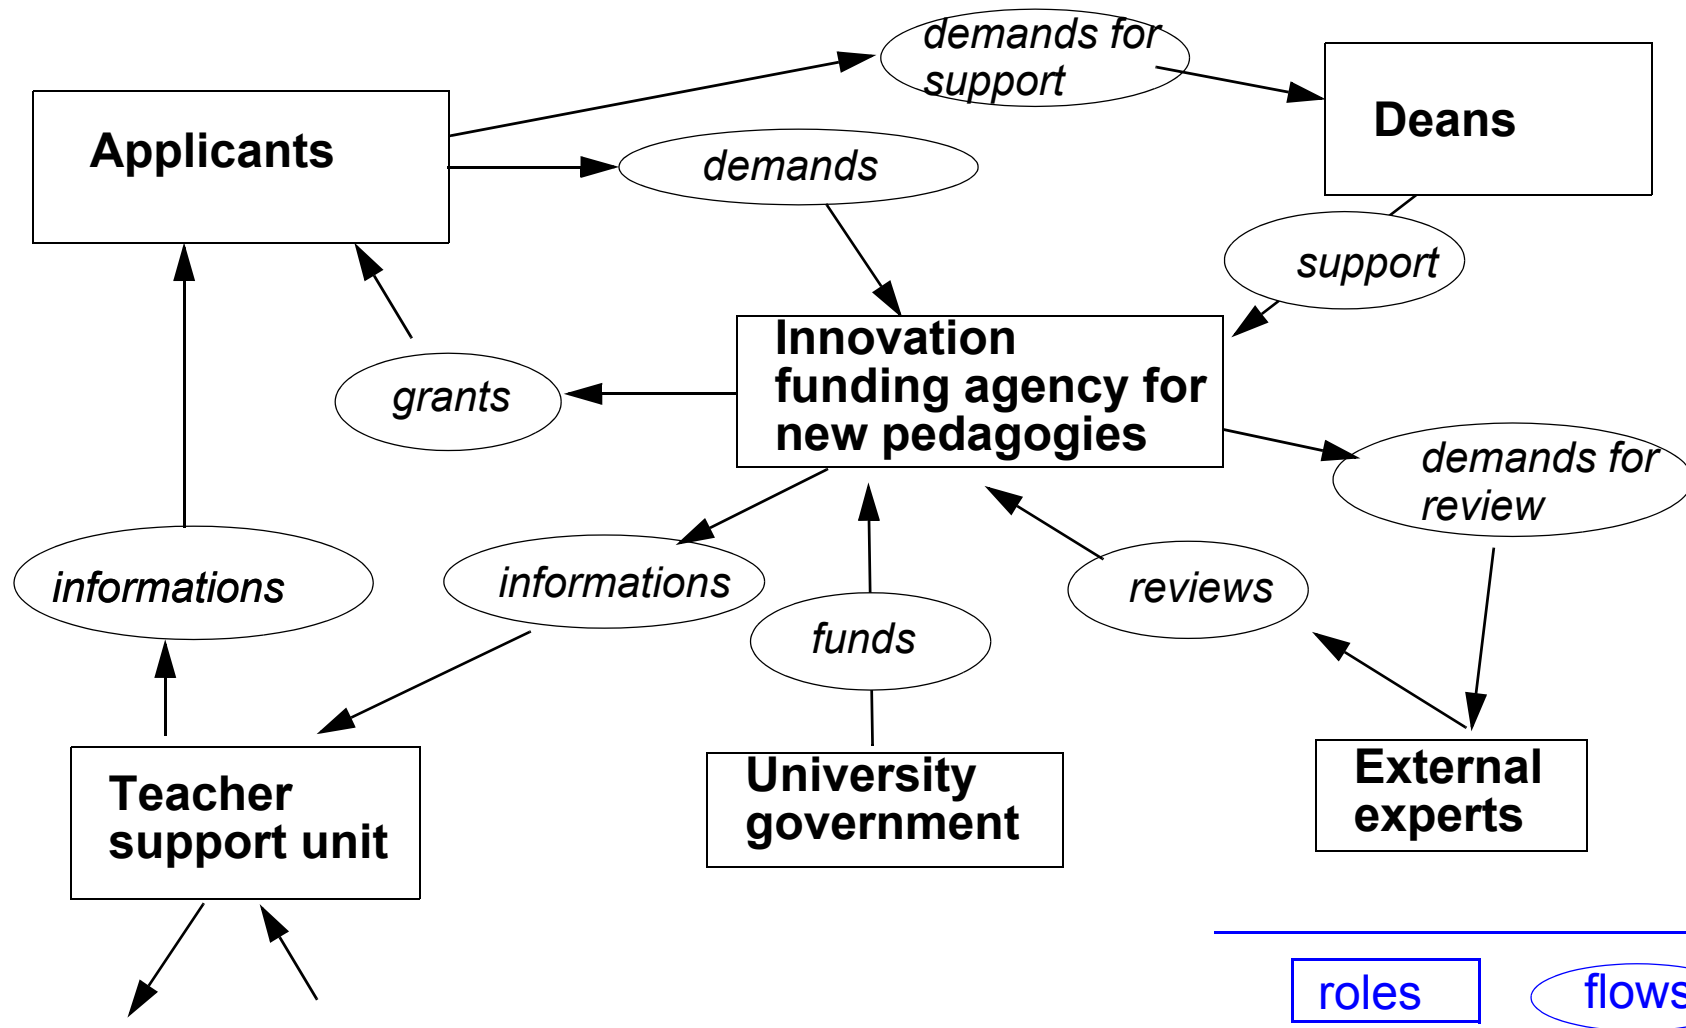 demands for
support
Deans
Applicants
demands
support
Innovation
funding agency for
new pedagogies
grants
demands for
review
informations
informations
reviews
funds
Teacher
support unit
University
government
External
experts
roles
flows